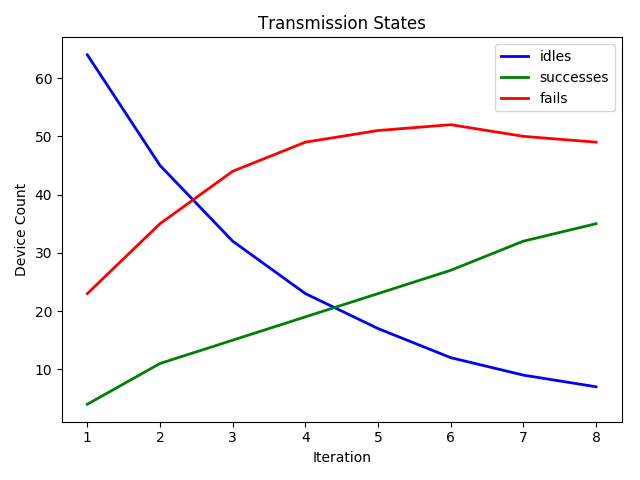 Transmission States
idles
successes
fails
60
50
40
30
20
10
Device Count
1 2 3 4 5 6 7 8
Iteration